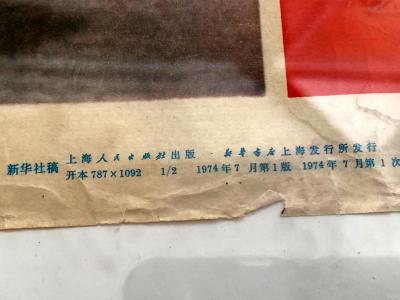 新华社稿
上海人民出版社出版 · 新华书店上海发行所发行
开本 787×1092 1/2 1974年7月第1版 1974年7月第1次